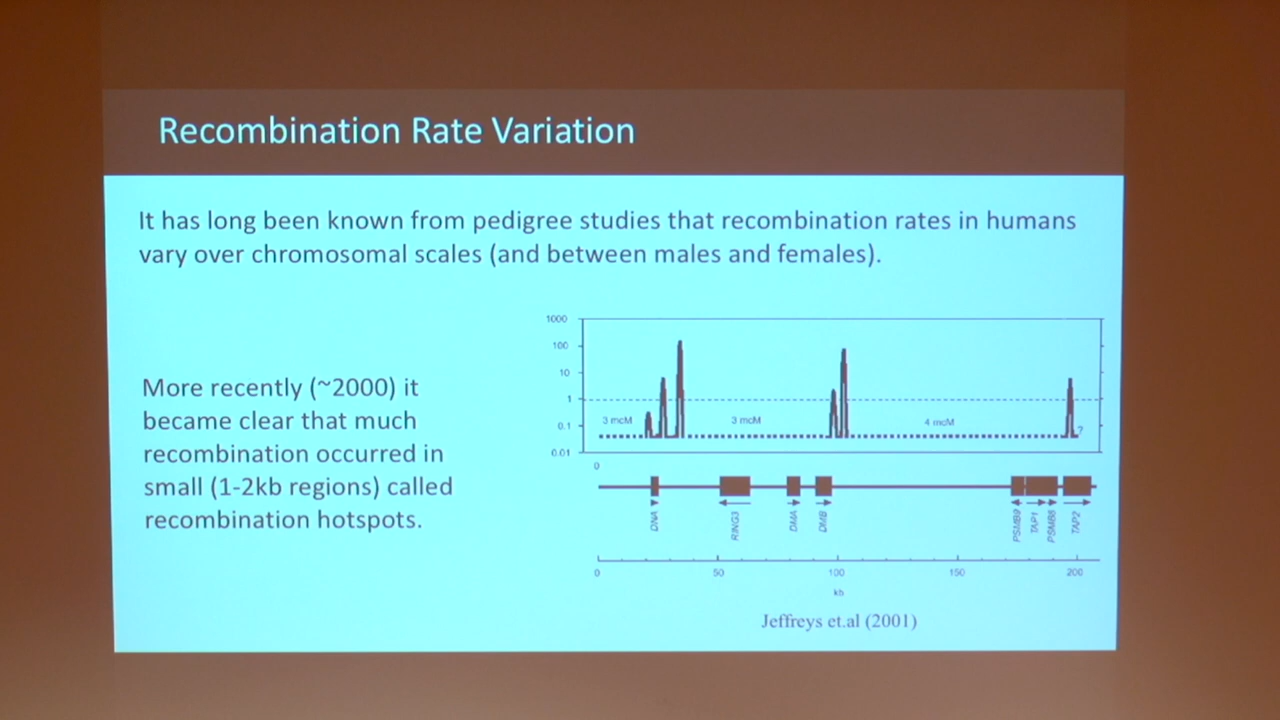 Recombination Rate Variation
It has long been known from pedigree studies that recombination rates in humans
vary over chromosomal scales (and between males and females).
More recently (~2000) it
became clear that much
recombination occurred in
small (1-2kb regions) called
recombination hotspots.
1000
100
10
1
0.1
0.01
3 mcM
3 mcM
4 mcM
?
0
DNA
RING3
DMA
DMB
PSMB9
TAP1
PSMB8
TAP2
0 50 100 150 200
kb
Jeffreys et.al (2001)